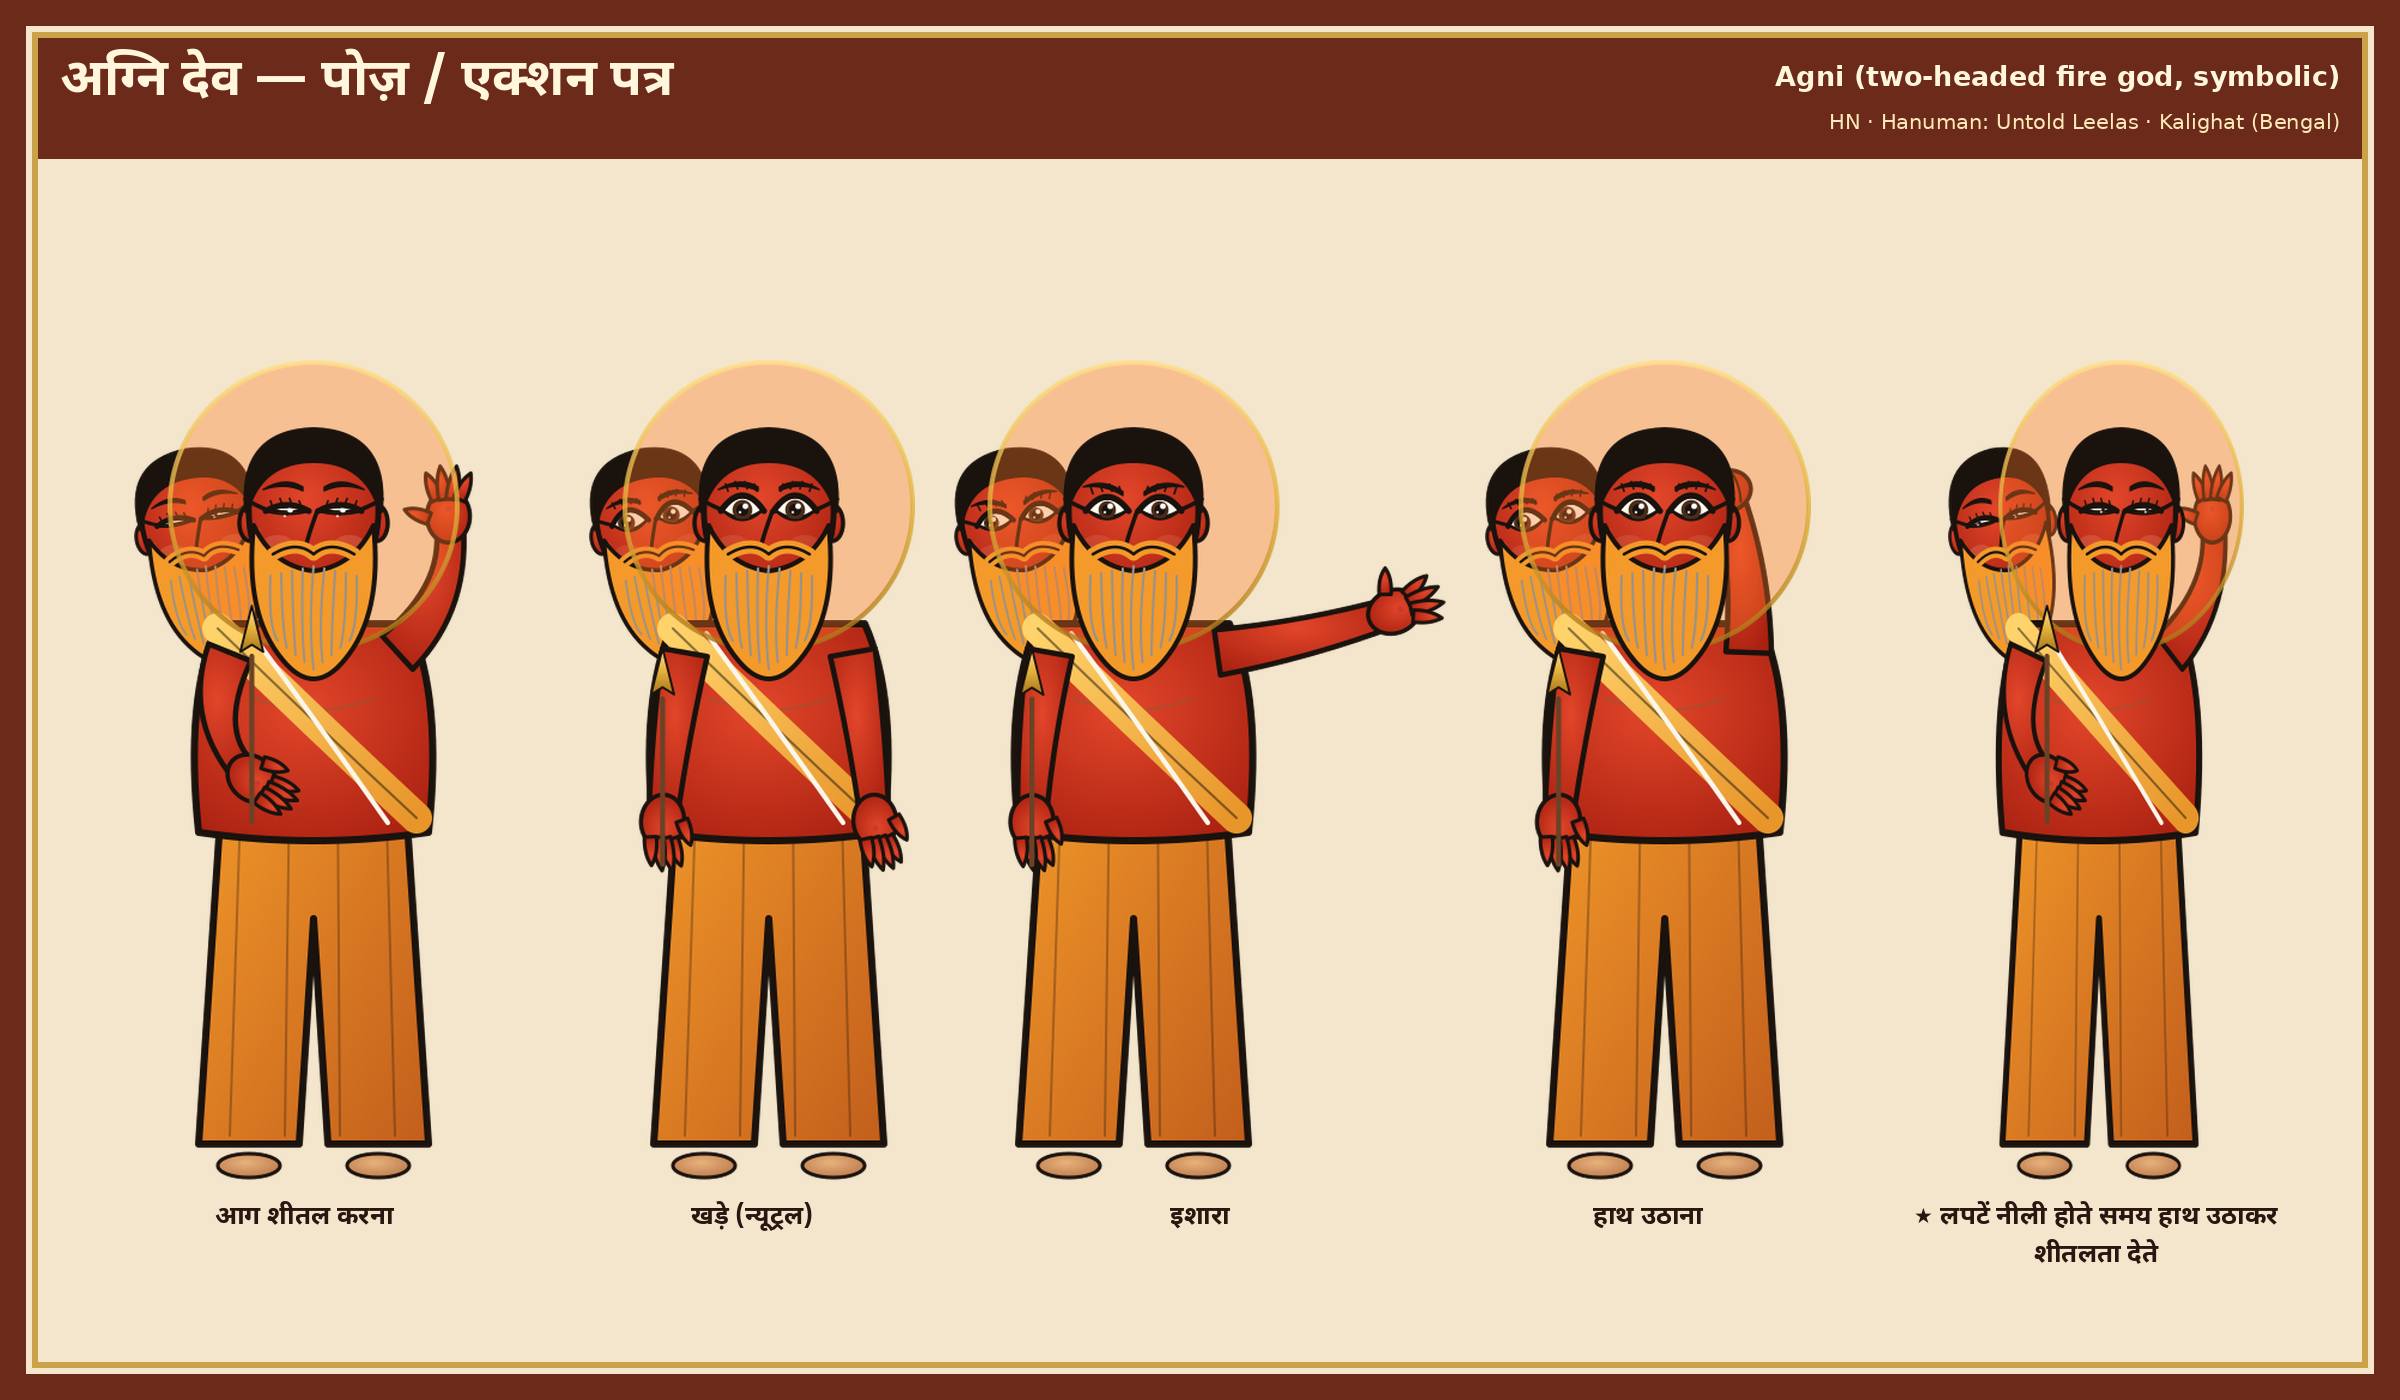 अग्नि देव — पोज़ / एक्शन पत्र
Agni (two-headed fire god, symbolic)
HN · Hanuman: Untold Leelas · Kalighat (Bengal)
आग शीतल करना
खड़े (न्यूट्रल)
इशारा
हाथ उठाना
★ लपटें नीली होते समय हाथ उठाकर
शीतलता देते